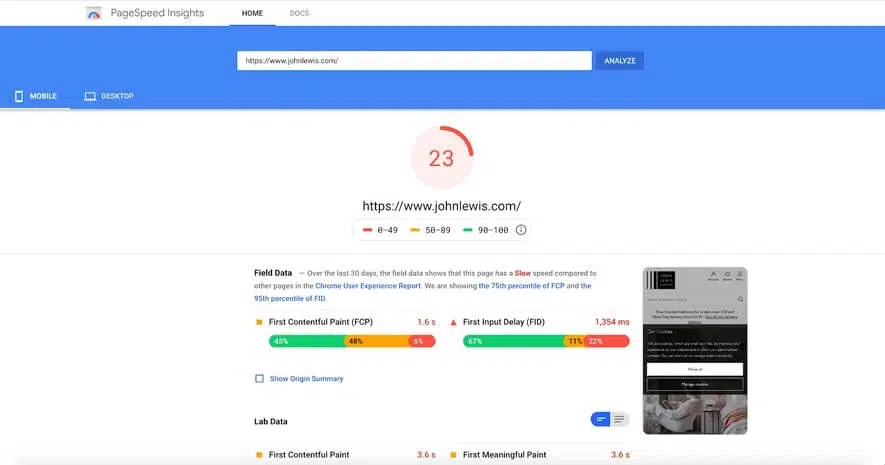 PageSpeed Insights
HOME
DOCS
https://www.johnlewis.com/
ANALYZE
MOBILE
DESKTOP
23
https://www.johnlewis.com/
0–49
50–89
90–100
Field Data — Over the last 30 days, the field data shows that this page has a Slow speed compared to
other pages in the Chrome User Experience Report. We are showing the 75th percentile of FCP and the
95th percentile of FID.
First Contentful Paint (FCP) 1.6 s
45% 48% 6%
First Input Delay (FID) 1,354 ms
67% 11% 22%
JOHN
LEWIS
Our Cookies
Allow all
Manage cookies
Show Origin Summary
Lab Data
First Contentful Paint 3.6 s
First Meaningful Paint 3.6 s